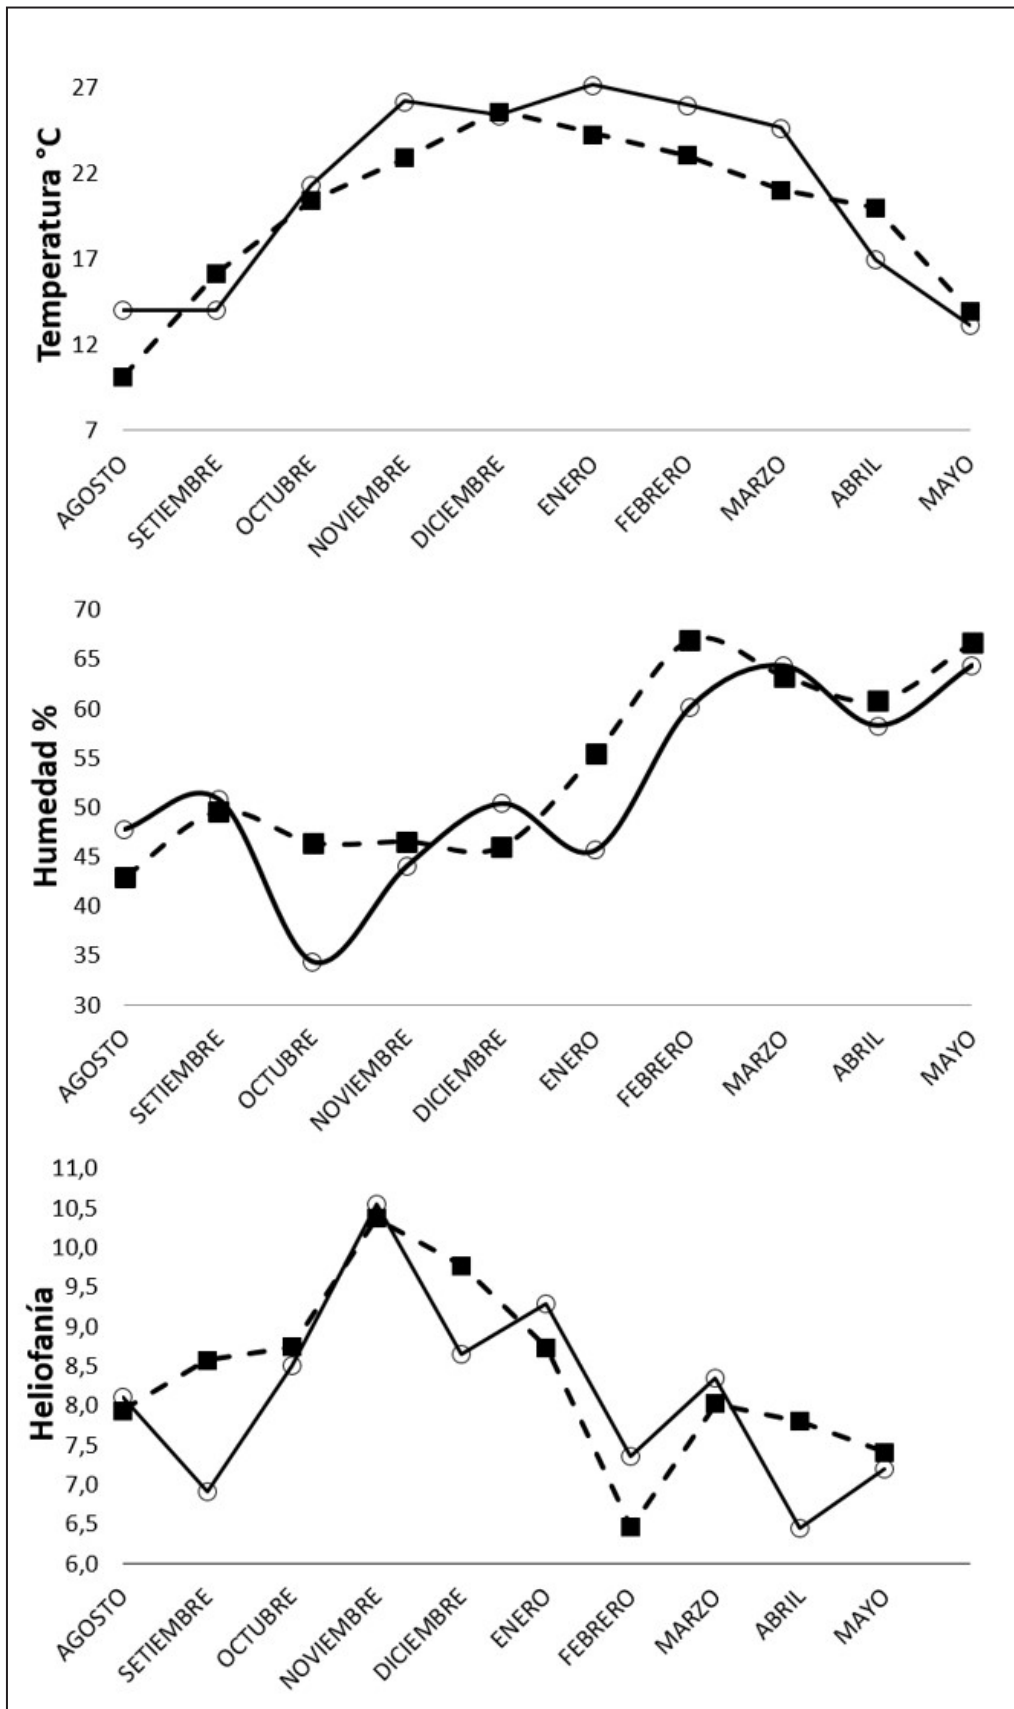 Temperatura °C
27
22
17
12
7
AGOSTO
SETIEMBRE
OCTUBRE
NOVIEMBRE
DICIEMBRE
ENERO
FEBRERO
MARZO
ABRIL
MAYO
Humedad %
70
65
60
55
50
45
40
35
30
AGOSTO
SETIEMBRE
OCTUBRE
NOVIEMBRE
DICIEMBRE
ENERO
FEBRERO
MARZO
ABRIL
MAYO
Heliofanía
11,0
10,5
10,0
9,5
9,0
8,5
8,0
7,5
7,0
6,5
6,0
AGOSTO
SETIEMBRE
OCTUBRE
NOVIEMBRE
DICIEMBRE
ENERO
FEBRERO
MARZO
ABRIL
MAYO